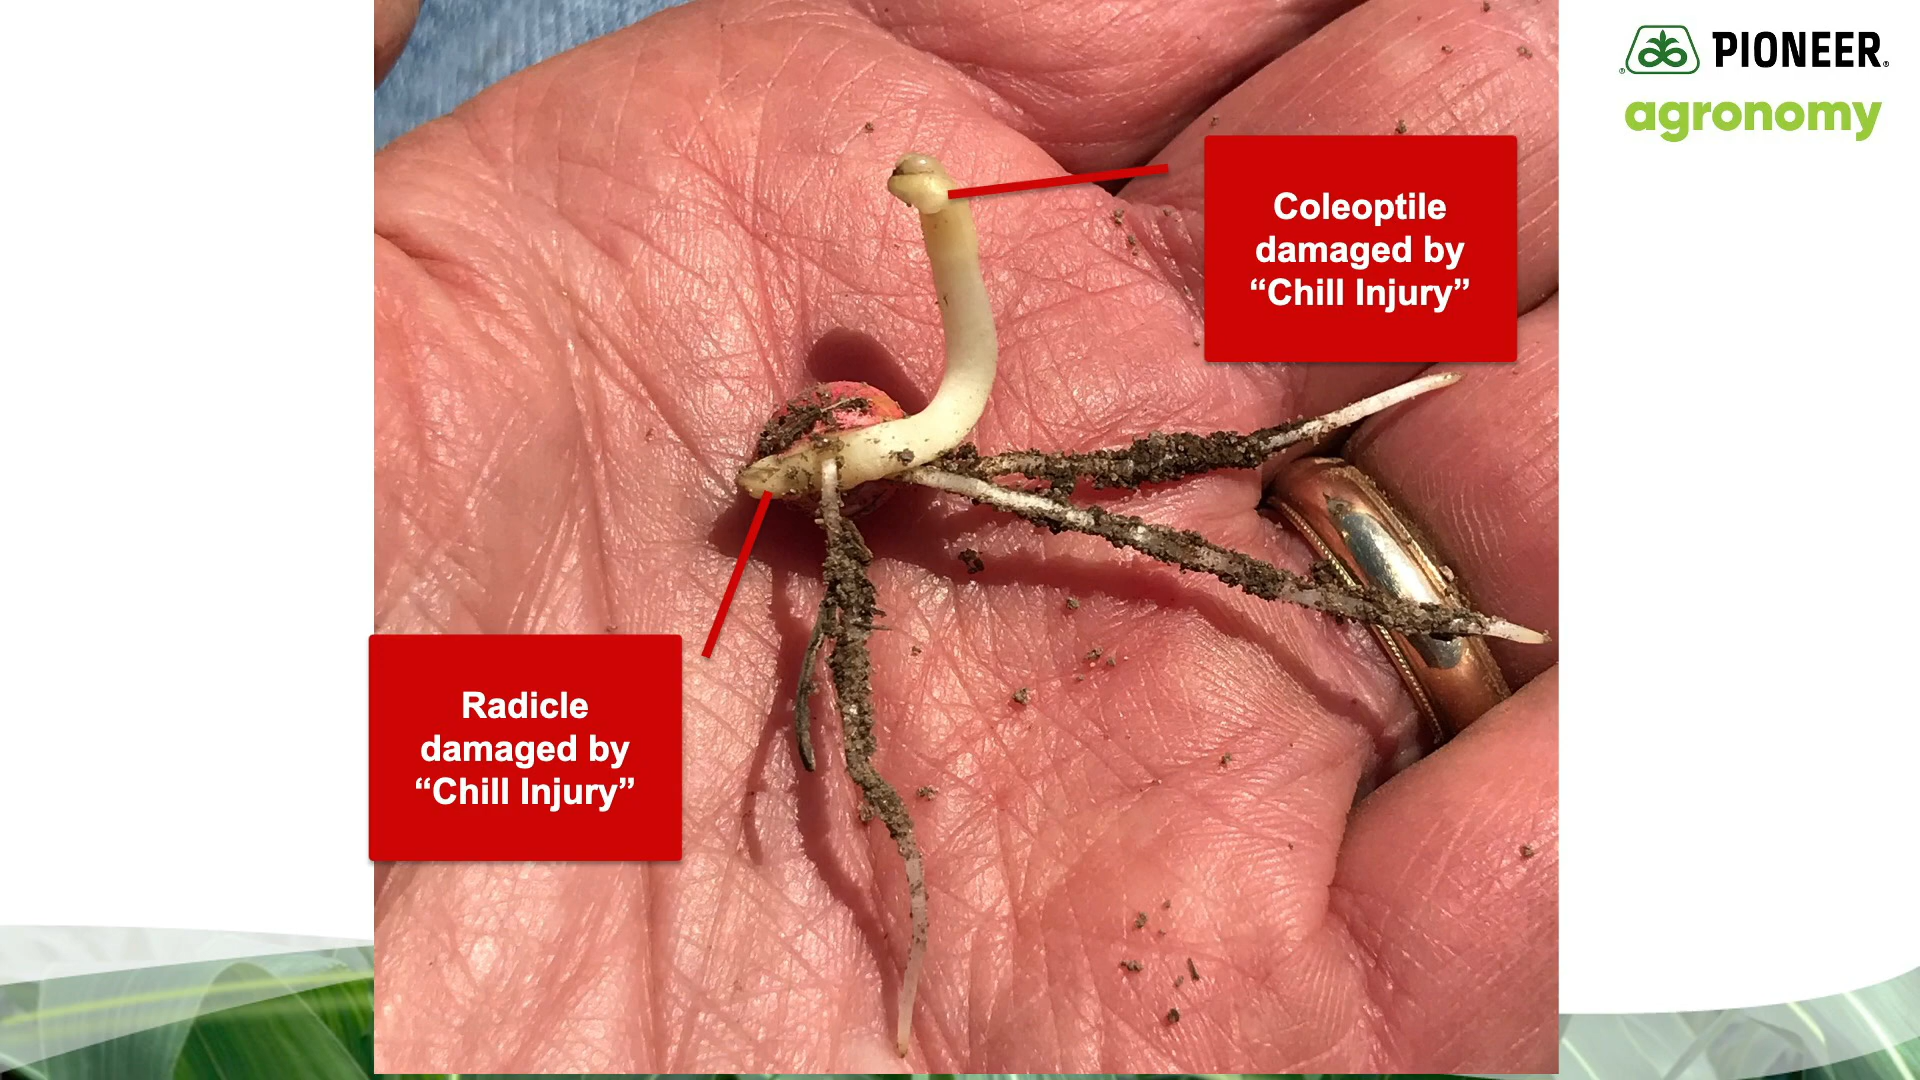 PIONEER
agronomy
Coleoptile
damaged by
“Chill Injury”
Radicle
damaged by
“Chill Injury”